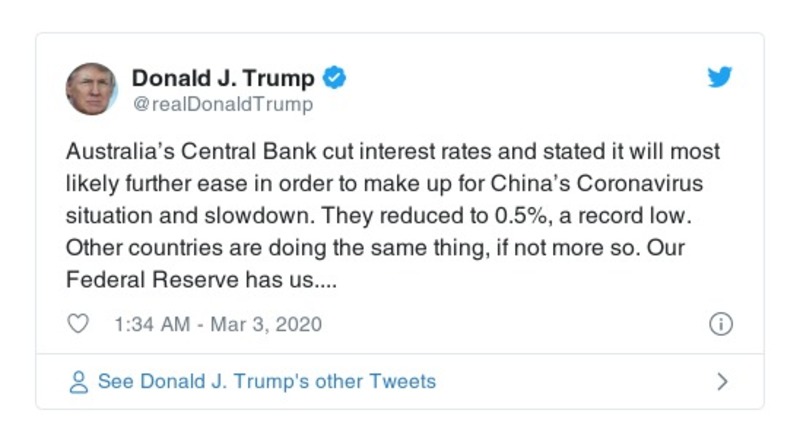 Donald J. Trump
@realDonaldTrump
Australia’s Central Bank cut interest rates and stated it will most
likely further ease in order to make up for China’s Coronavirus
situation and slowdown. They reduced to 0.5%, a record low.
Other countries are doing the same thing, if not more so. Our
Federal Reserve has us....
1:34 AM - Mar 3, 2020
See Donald J. Trump's other Tweets